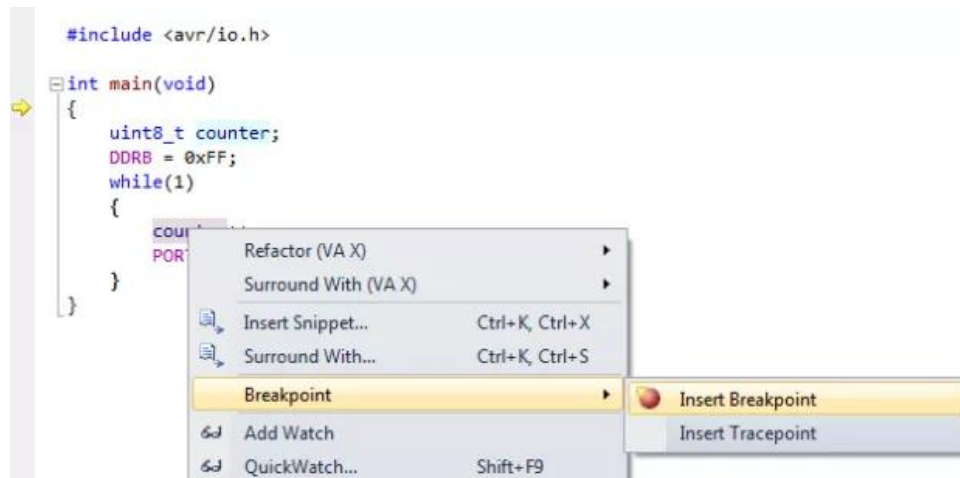 #include <avr/io.h>
int main(void)
{
uint8_t counter;
DDRB = 0xFF;
while(1)
{
}
}
Refactor (VA X)
Surround With (VA X)
Insert Snippet... Ctrl+K, Ctrl+X
Surround With... Ctrl+K, Ctrl+S
Breakpoint
Insert Breakpoint
Insert Tracepoint
Add Watch
QuickWatch... Shift+F9